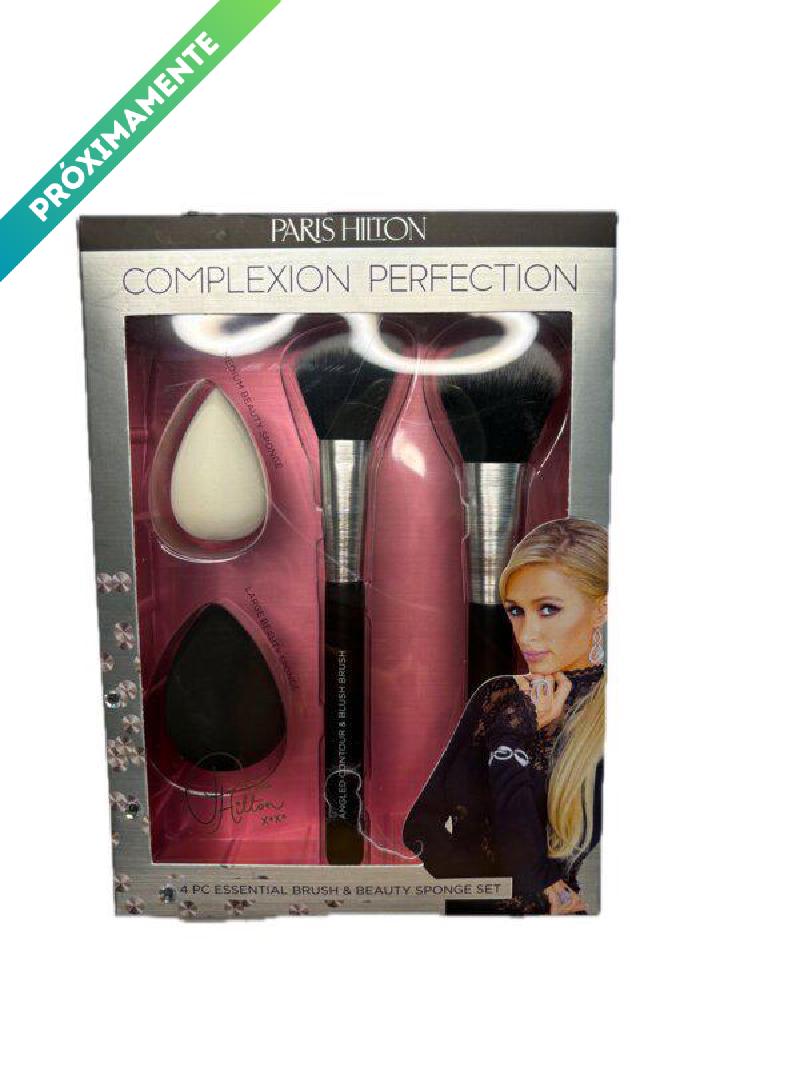 PRÓXIMAMENTE
PARIS HILTON
COMPLEXION PERFECTION
MEDIUM BEAUTY SPONGE
LARGE BEAUTY SPONGE
ANGLED CONTOUR & BLUSH BRUSH
Hilton
xoxo
4 PC ESSENTIAL BRUSH & BEAUTY SPONGE SET